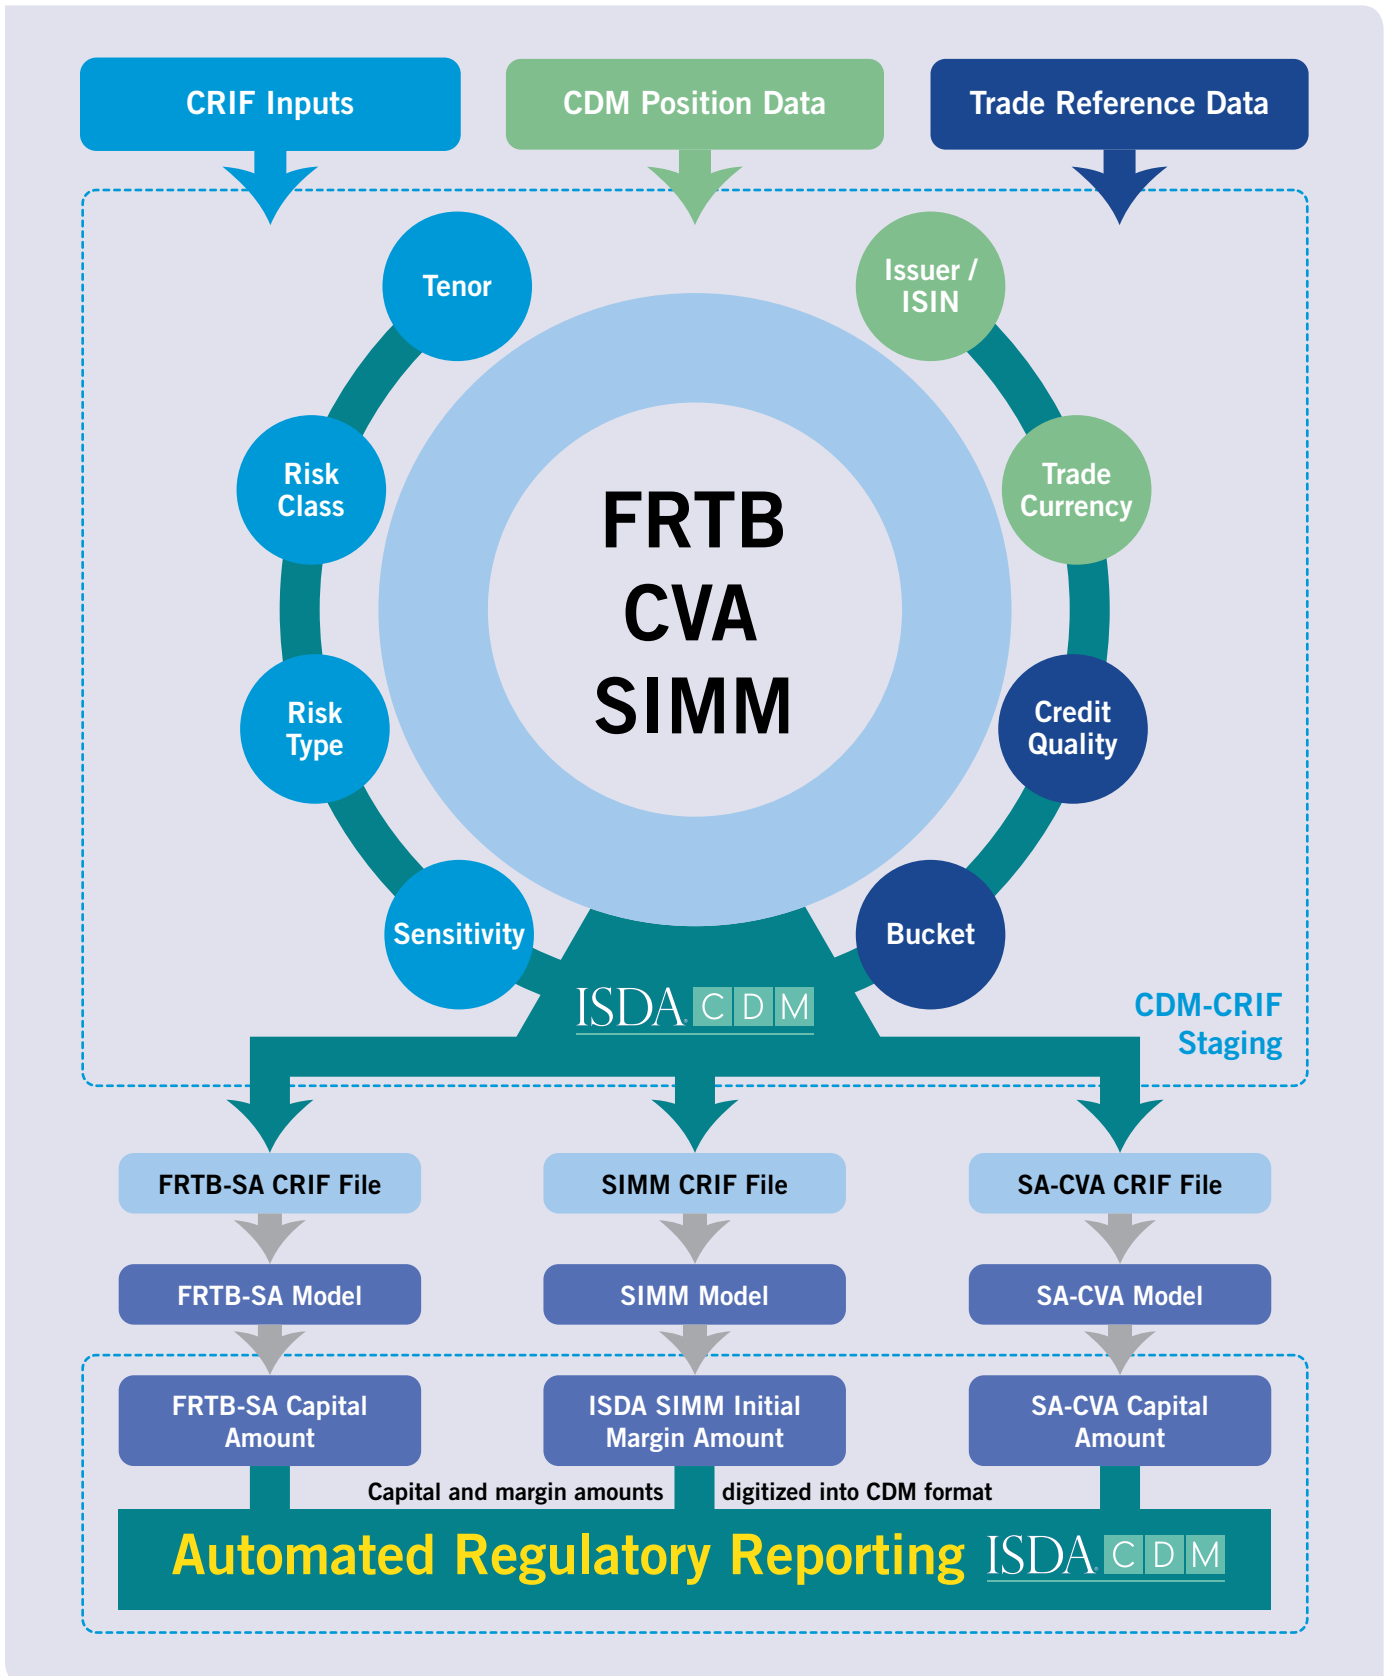 CRIF Inputs
CDM Position Data
Trade Reference Data
Tenor
Issuer /
ISIN
Risk
Class
Trade
Currency
FRTB
CVA
SIMM
Risk
Type
Credit
Quality
Sensitivity
Bucket
ISDA® CDM
CDM-CRIF
Staging
FRTB-SA CRIF File
SIMM CRIF File
SA-CVA CRIF File
FRTB-SA Model
SIMM Model
SA-CVA Model
FRTB-SA Capital
Amount
ISDA SIMM Initial
Margin Amount
SA-CVA Capital
Amount
Capital and margin amounts digitized into CDM format
Automated Regulatory Reporting ISDA® CDM